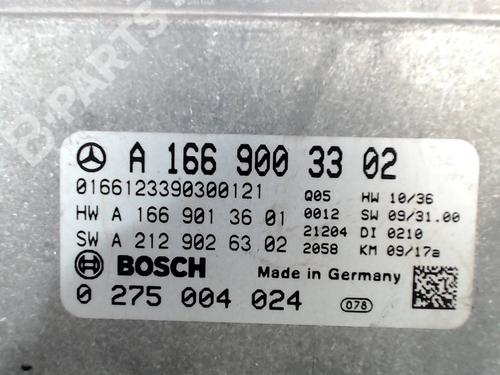 A 166 900 33 02
0166123390300121
Q05 HW 10/36
HW A 166 901 36 01
0012 SW 09/31.00
21204 DI 0210
SW A 212 902 63 02
2058 KM 09/17a
BOSCH
Made in Germany
0 275 004 024
078
B-PARTS